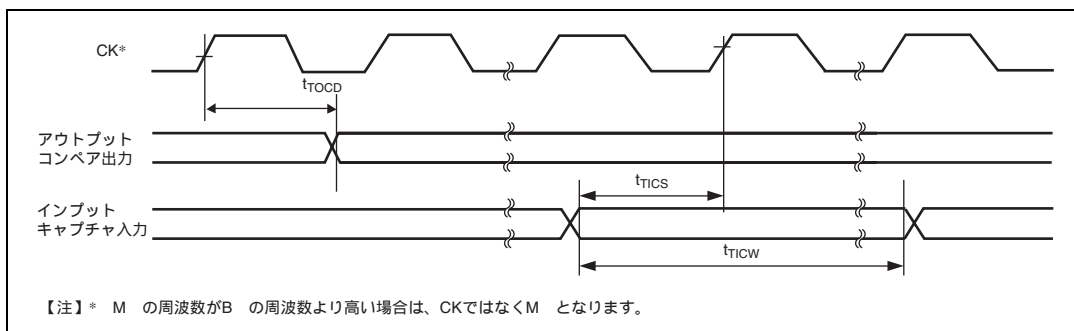 CK*
tTOCD
アウトプット
コンペア出力
tTICS
インプット
キャプチャ入力
tTICW
【注】* M の周波数がB の周波数より高い場合は、CKではなくM となります。